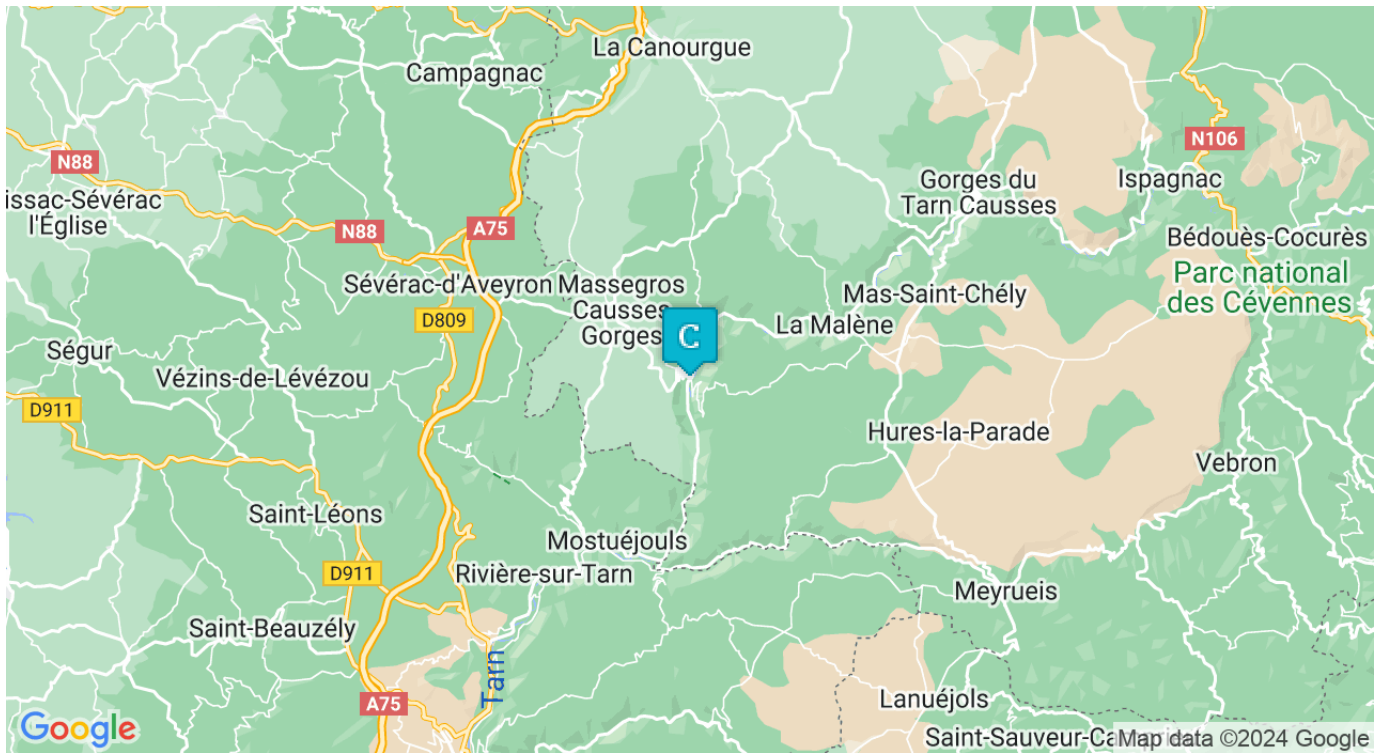 La Canourgue
Campagnac
N106
N88
Ispagnac
Gorges du
Tarn Causses
issac-Sévérac
l'Église
N88
A75
Bédouès-Cocurès
Parc national
des Cévennes
Sévérac-d'Aveyron
Massegros
Causses
Gorges
Mas-Saint-Chély
D809
La Malène
C
Ségur
Vézins-de-Lévézou
D911
Hures-la-Parade
Vebron
Saint-Léons
Mostuéjouls
D911
Rivière-sur-Tarn
Meyrueis
Saint-Beauzély
Tarn
A75
Lanuéjols
Google
Saint-Sauveur-Ca
Map data ©2024 Google